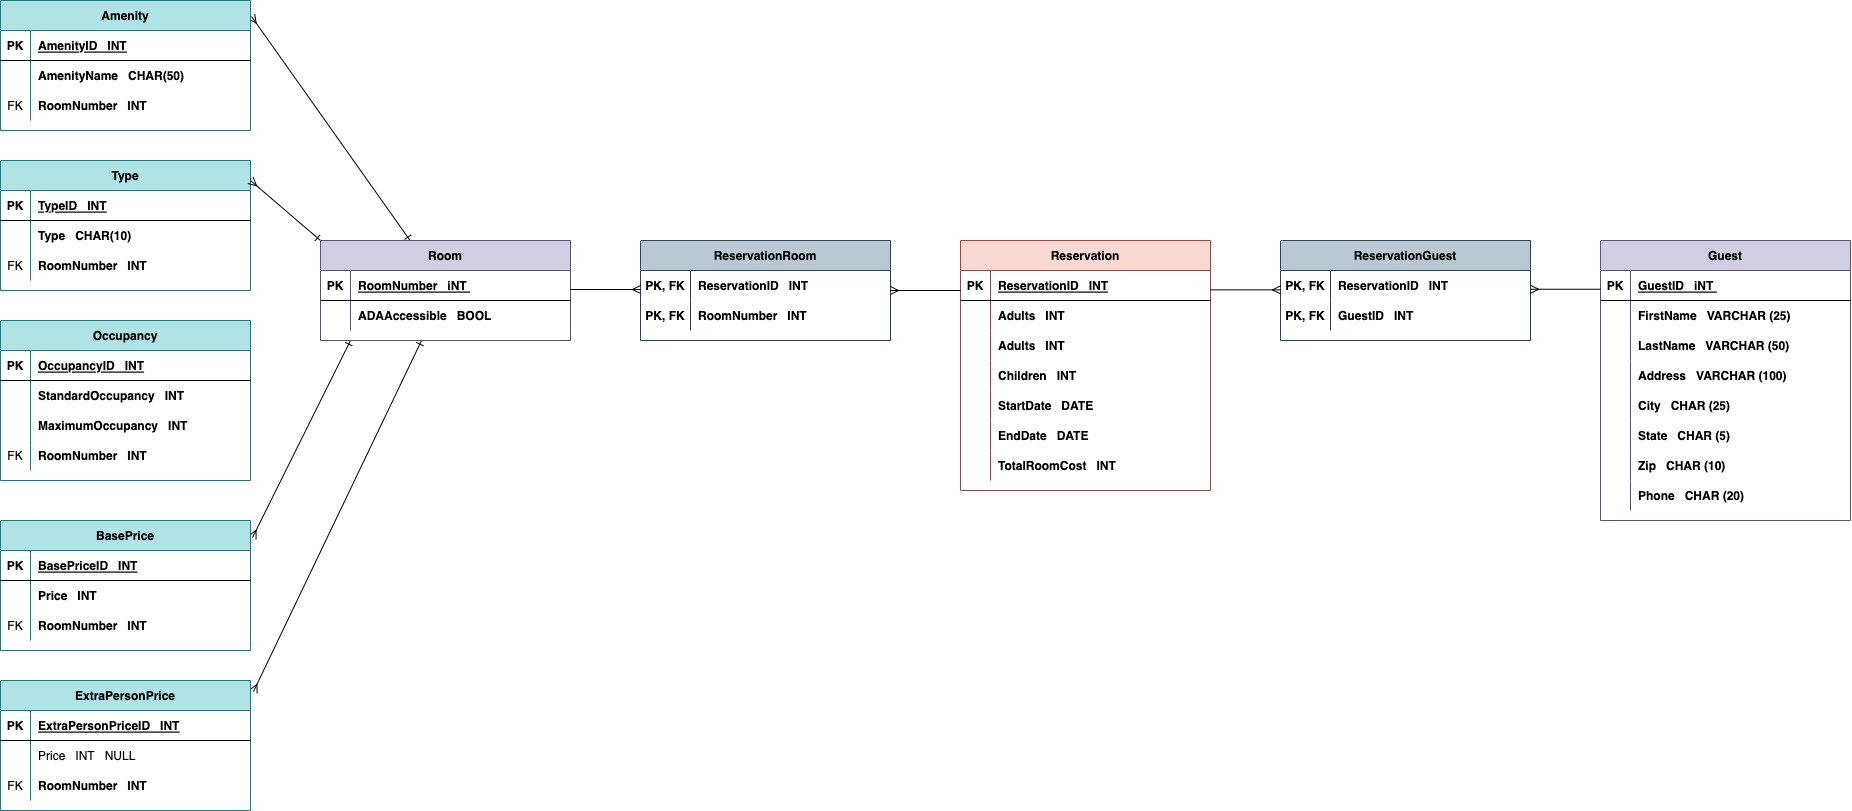 Amenity
PK AmenityID INT
AmenityName CHAR(50)
FK RoomNumber INT
Type
PK TypeID INT
Type CHAR(10)
FK RoomNumber INT
Occupancy
PK OccupancyID INT
StandardOccupancy INT
MaximumOccupancy INT
FK RoomNumber INT
BasePrice
PK BasePriceID INT
Price INT
FK RoomNumber INT
ExtraPersonPrice
PK ExtraPersonPriceID INT
Price INT NULL
FK RoomNumber INT
Room
PK RoomNumber iNT
ADAAccessible BOOL
ReservationRoom
PK, FK ReservationID INT
PK, FK RoomNumber INT
Reservation
PK ReservationID INT
Adults INT
Adults INT
Children INT
StartDate DATE
EndDate DATE
TotalRoomCost INT
ReservationGuest
PK, FK ReservationID INT
PK, FK GuestID INT
Guest
PK GuestID iNT
FirstName VARCHAR (25)
LastName VARCHAR (50)
Address VARCHAR (100)
City CHAR (25)
State CHAR (5)
Zip CHAR (10)
Phone CHAR (20)